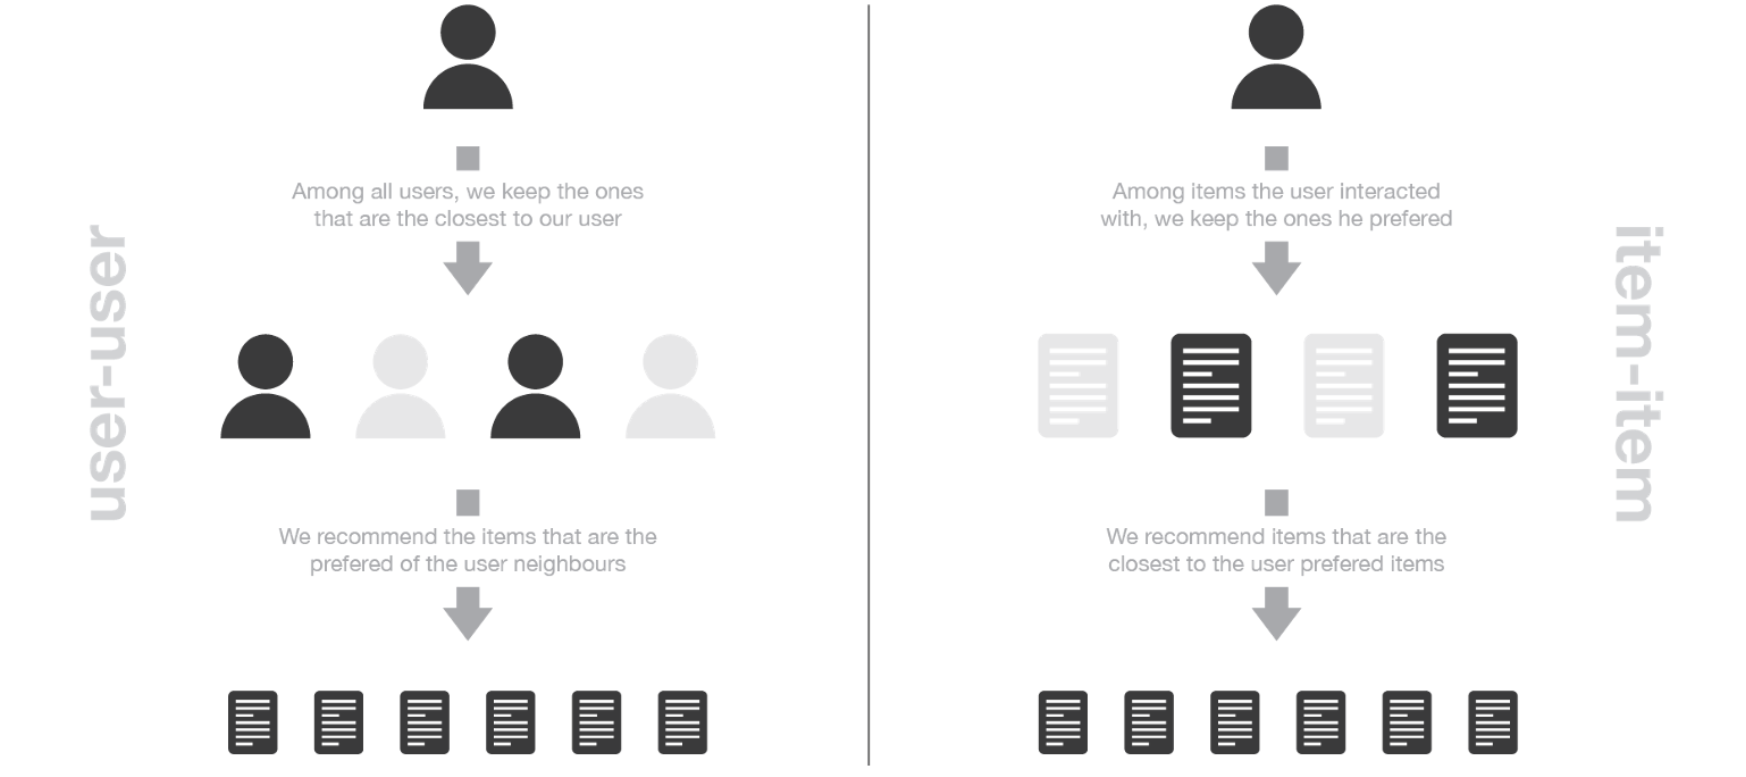 user-user
Among all users, we keep the ones
that are the closest to our user
We recommend the items that are the
prefered of the user neighbours
Among items the user interacted
with, we keep the ones he prefered
We recommend items that are the
closest to the user prefered items
item-item